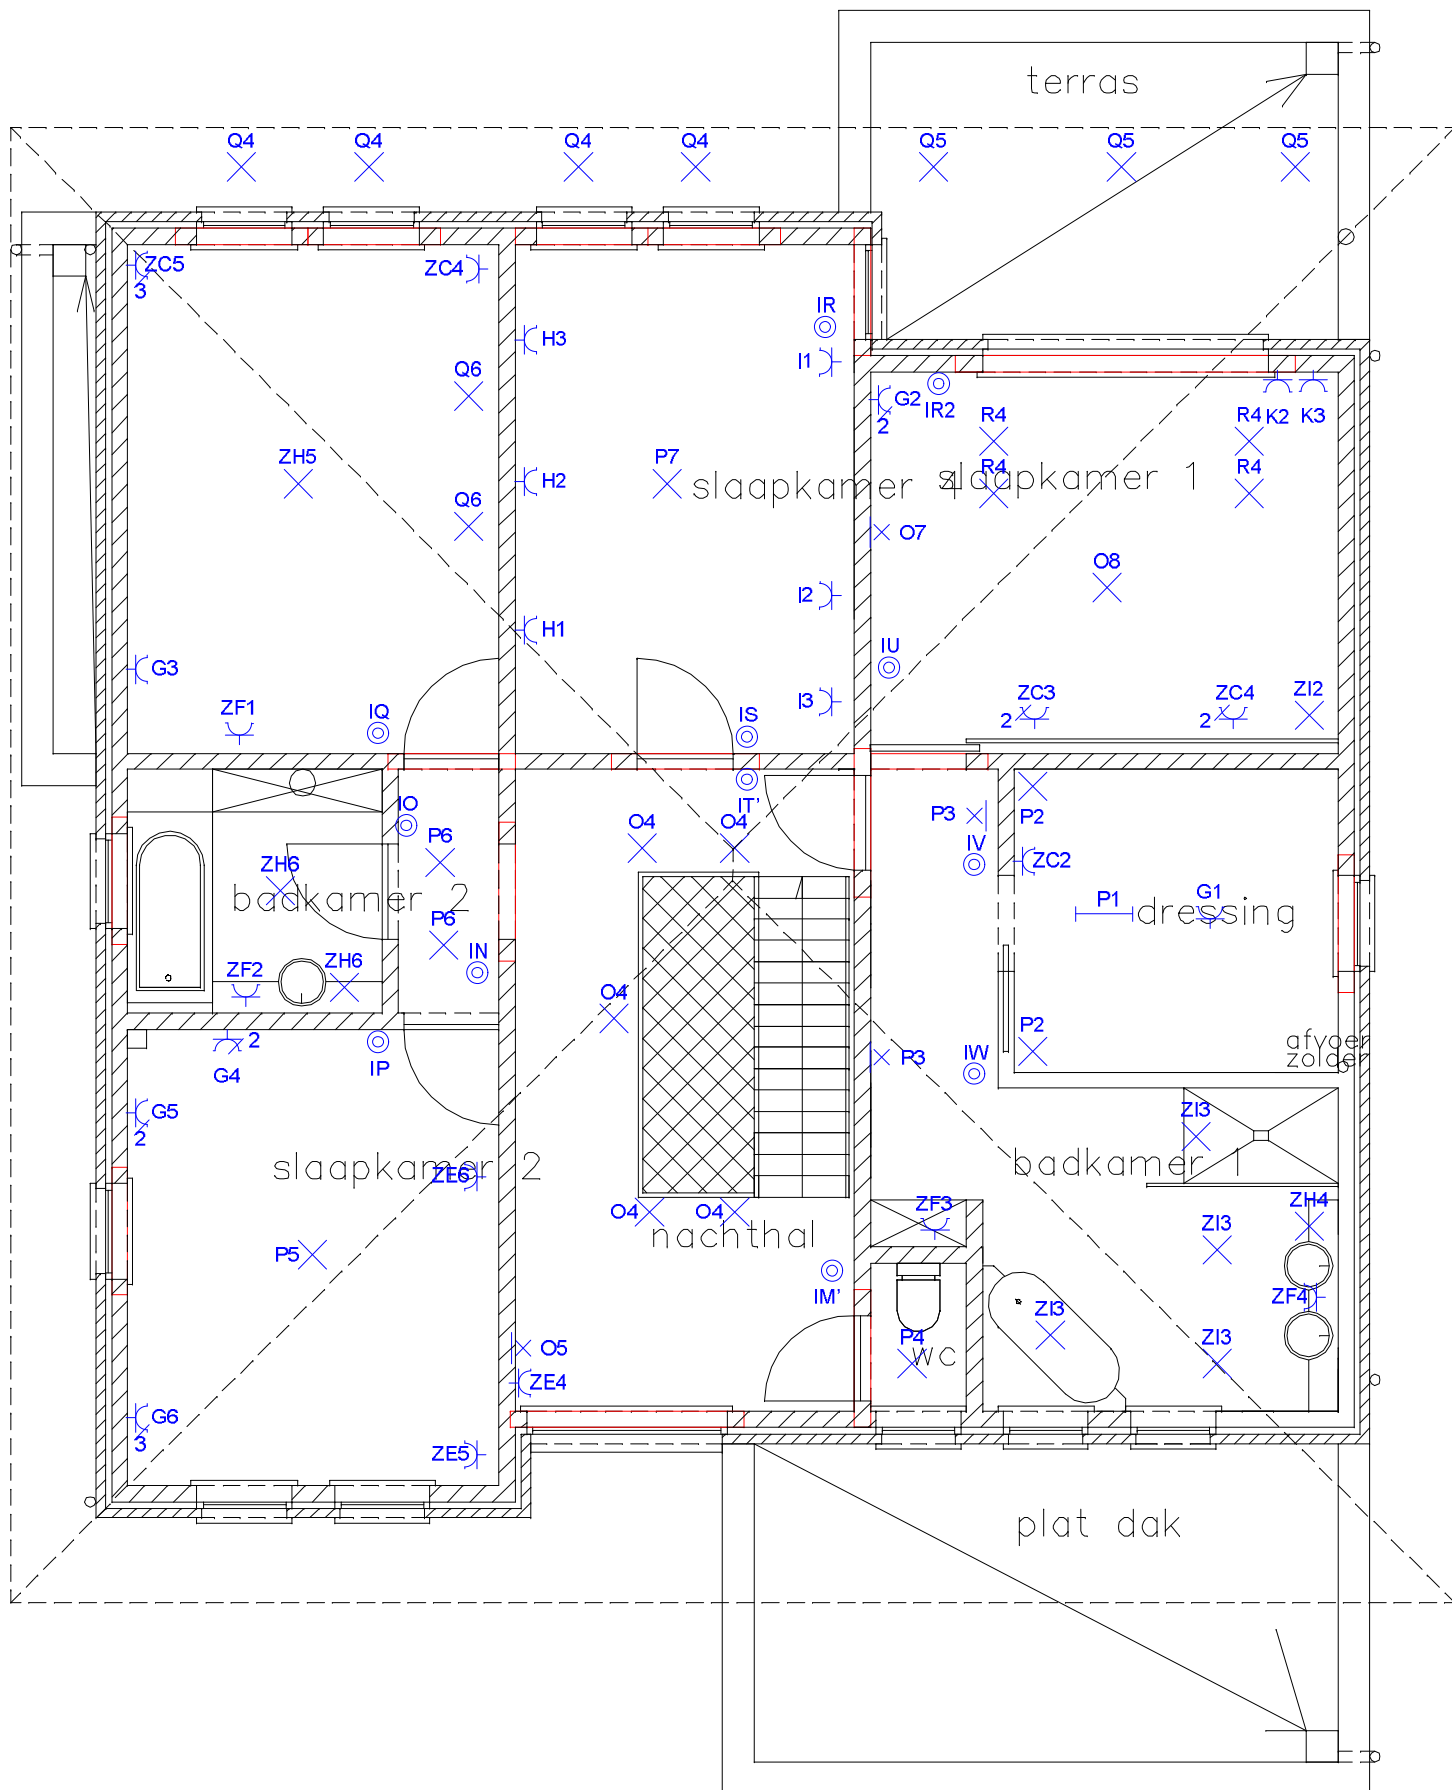 terras
Q4 Q4 Q4 Q4 Q5 Q5 Q5
ZC5 ZC4
3
IR
H3 I1
Q6 G2 IR2 K2 K3
2 R4 R4
ZH5 P7 slaapkamer 4 slaapkamer 1
H2 R4 R4
Q6
O7
O8
I2
H1
IU
G3
ZF1 IQ IS I3 ZC3 ZC4 ZI2
2 2
IO IT' P3 P2
P6 O4 O4 IV ZC2
ZH6
badkamer 2
P1 G1 dressing
P6
ZF2 ZH6 IN
O4
2 G4 IP P3 IW P2 afvoer
zolder
G5
2
ZI3
slaapkamer 2 ZE6 badkamer 1
O4 O4 ZF3 ZH4
nachthal ZI3
P5
IM' ZF4
ZI3
O5 P4 wc ZI3
ZE4
G6
3
ZE5
plat dak